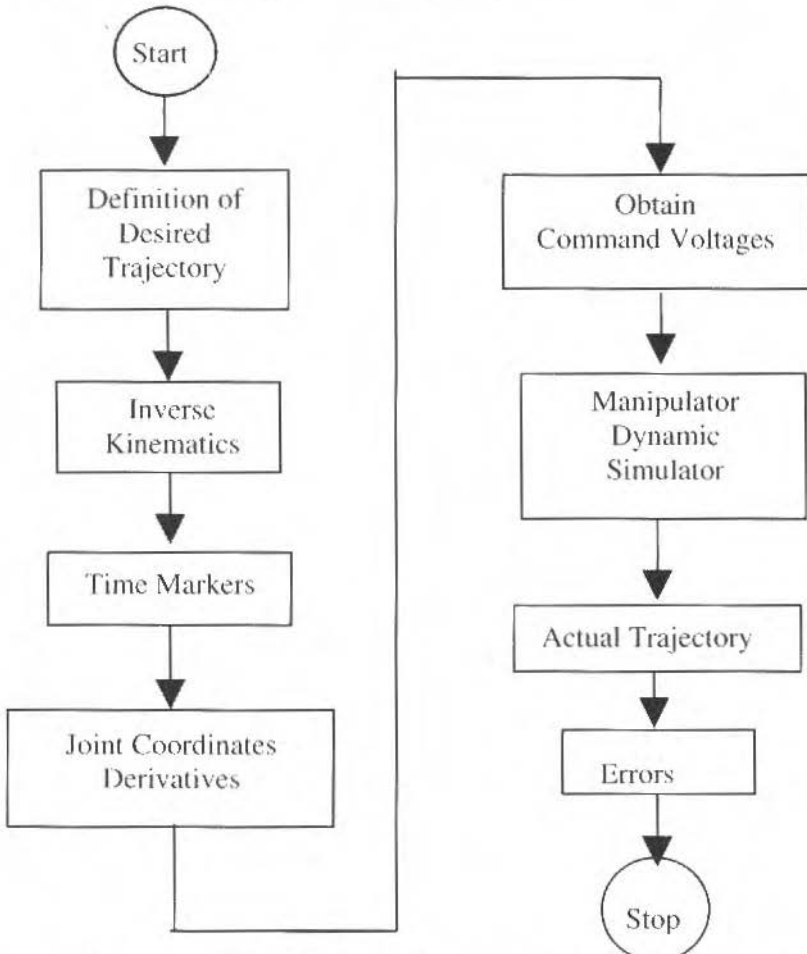 Start
Definition of
Desired
Trajectory
Inverse
Kinematics
Time Markers
Joint Coordinates
Derivatives
Obtain
Command Voltages
Manipulator
Dynamic
Simulator
Actual Trajectory
Errors
Stop